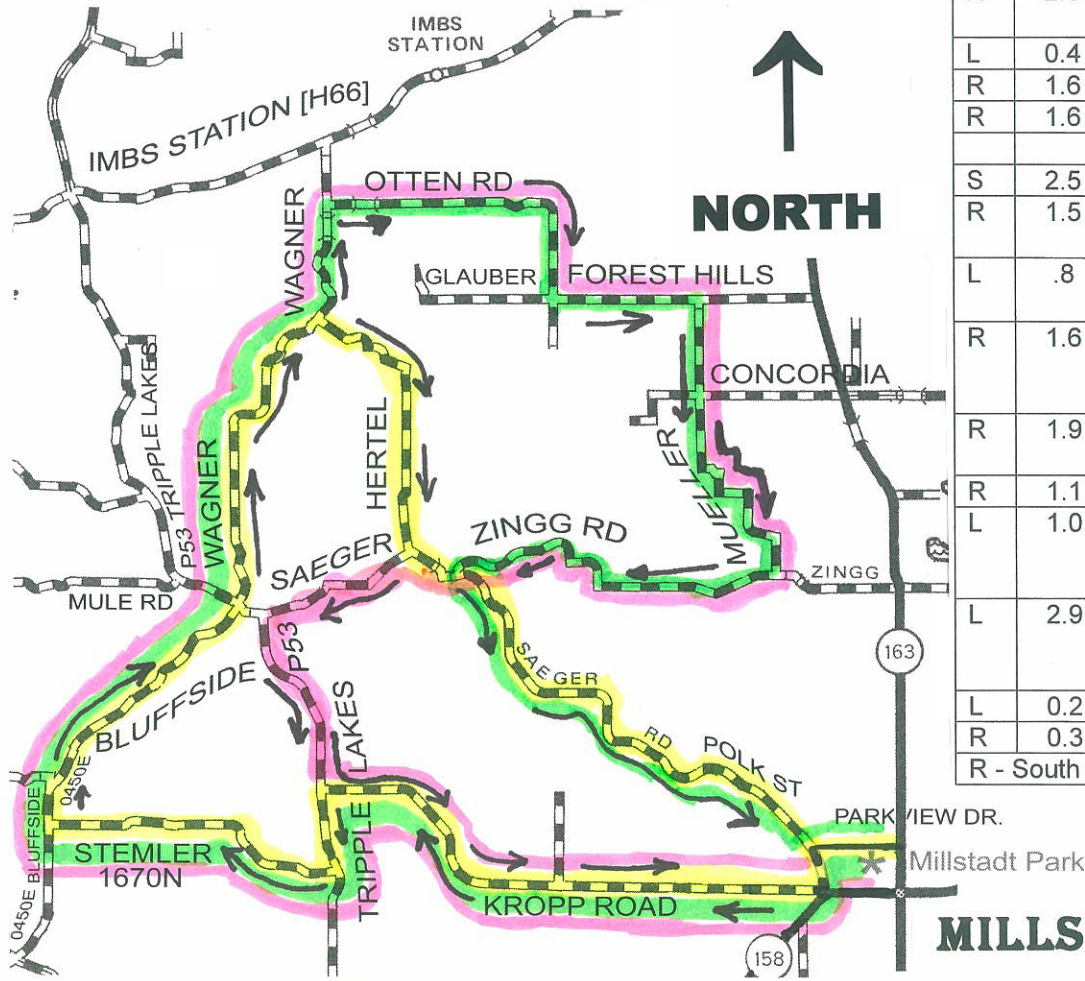 IMBS
STATION
IMBS STATION [H66]
OTTEN RD
NORTH
WAGNER
GLAUBER
FOREST HILLS
CONCORDIA
TRIPPLE LAKES
P53 TRIPPLE LAKES
WAGNER
HERTEL
MUELLER
ZINGG RD
SAEGER
ZINGG
MULE RD
P53
163
SAEGER
RD
BLUFFSIDE
TRIPPLE LAKES
POLK ST
0450E
0450E BLUFFSIDE
PARKVIEW DR.
STEMLER
1670N
Millstadt Park
KROPP ROAD
MILLS
158
L 0.4
R 1.6
R 1.6
S 2.5
R 1.5
L .8
R 1.6
R 1.9
R 1.1
L 1.0
L 2.9
L 0.2
R 0.3
R - South